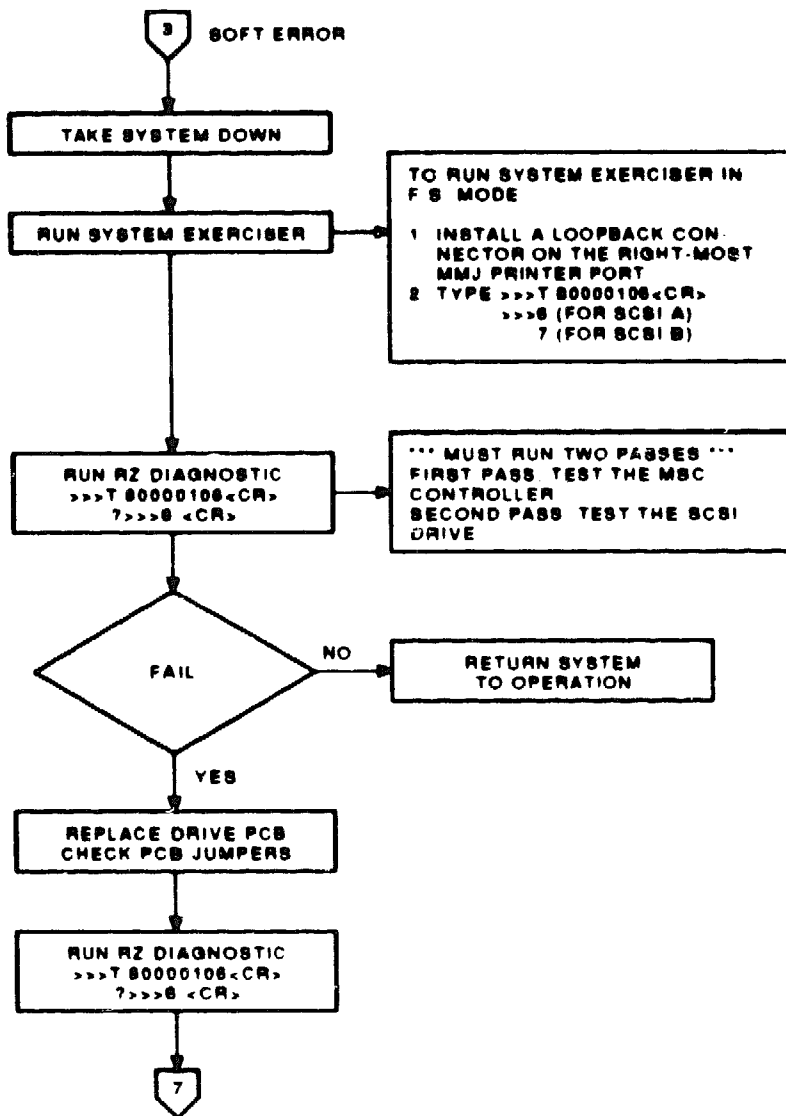 3
SOFT ERROR
TAKE SYSTEM DOWN
RUN SYSTEM EXERCISER
TO RUN SYSTEM EXERCISER IN
F S MODE
1 INSTALL A LOOPBACK CON-
NECTOR ON THE RIGHT-MOST
MMJ PRINTER PORT
2 TYPE >>>T 80000106<CR>
>>>6 (FOR SCSI A)
7 (FOR SCSI B)
RUN RZ DIAGNOSTIC
>>>T 80000106<CR>
?>>>6 <CR>
*** MUST RUN TWO PASSES ***
FIRST PASS TEST THE MSC
CONTROLLER
SECOND PASS TEST THE SCSI
DRIVE
FAIL
NO
RETURN SYSTEM
TO OPERATION
YES
REPLACE DRIVE PCB
CHECK PCB JUMPERS
RUN RZ DIAGNOSTIC
>>>T 80000106<CR>
?>>>6 <CR>
7